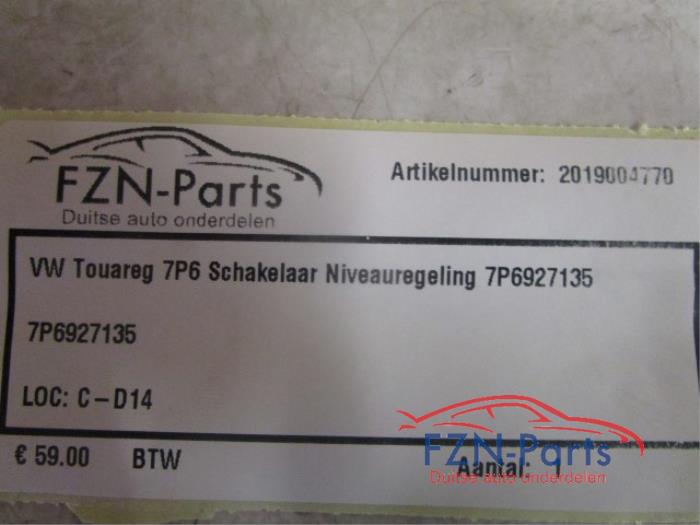 FZN-Parts
Duitse auto onderdelen
Artikelnummer: 2019004770
VW Touareg 7P6 Schakelaar Niveauregeling 7P6927135
7P6927135
LOC: C-D14
€ 59.00 BTW Aantal: 1
FZN-Parts
Duitse auto onderdelen